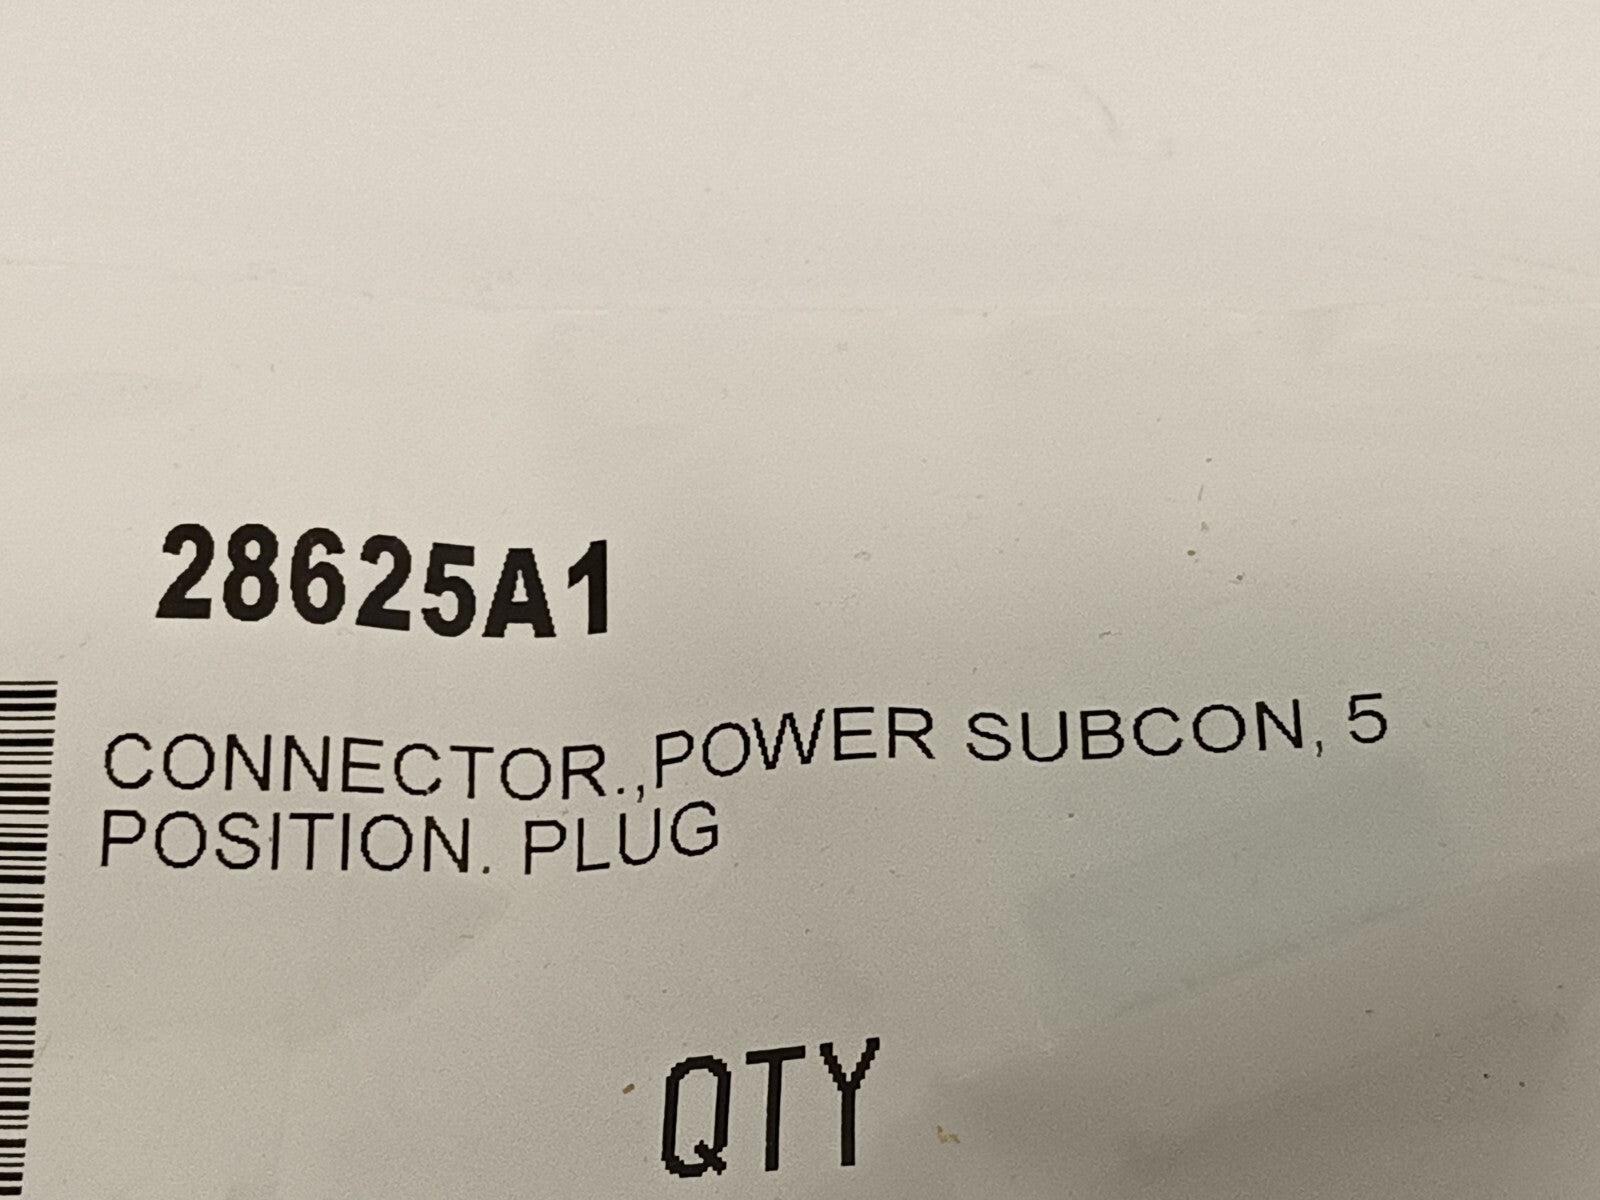 28625A1
CONNECTOR.,POWER SUBCON, 5
POSITION. PLUG
QTY